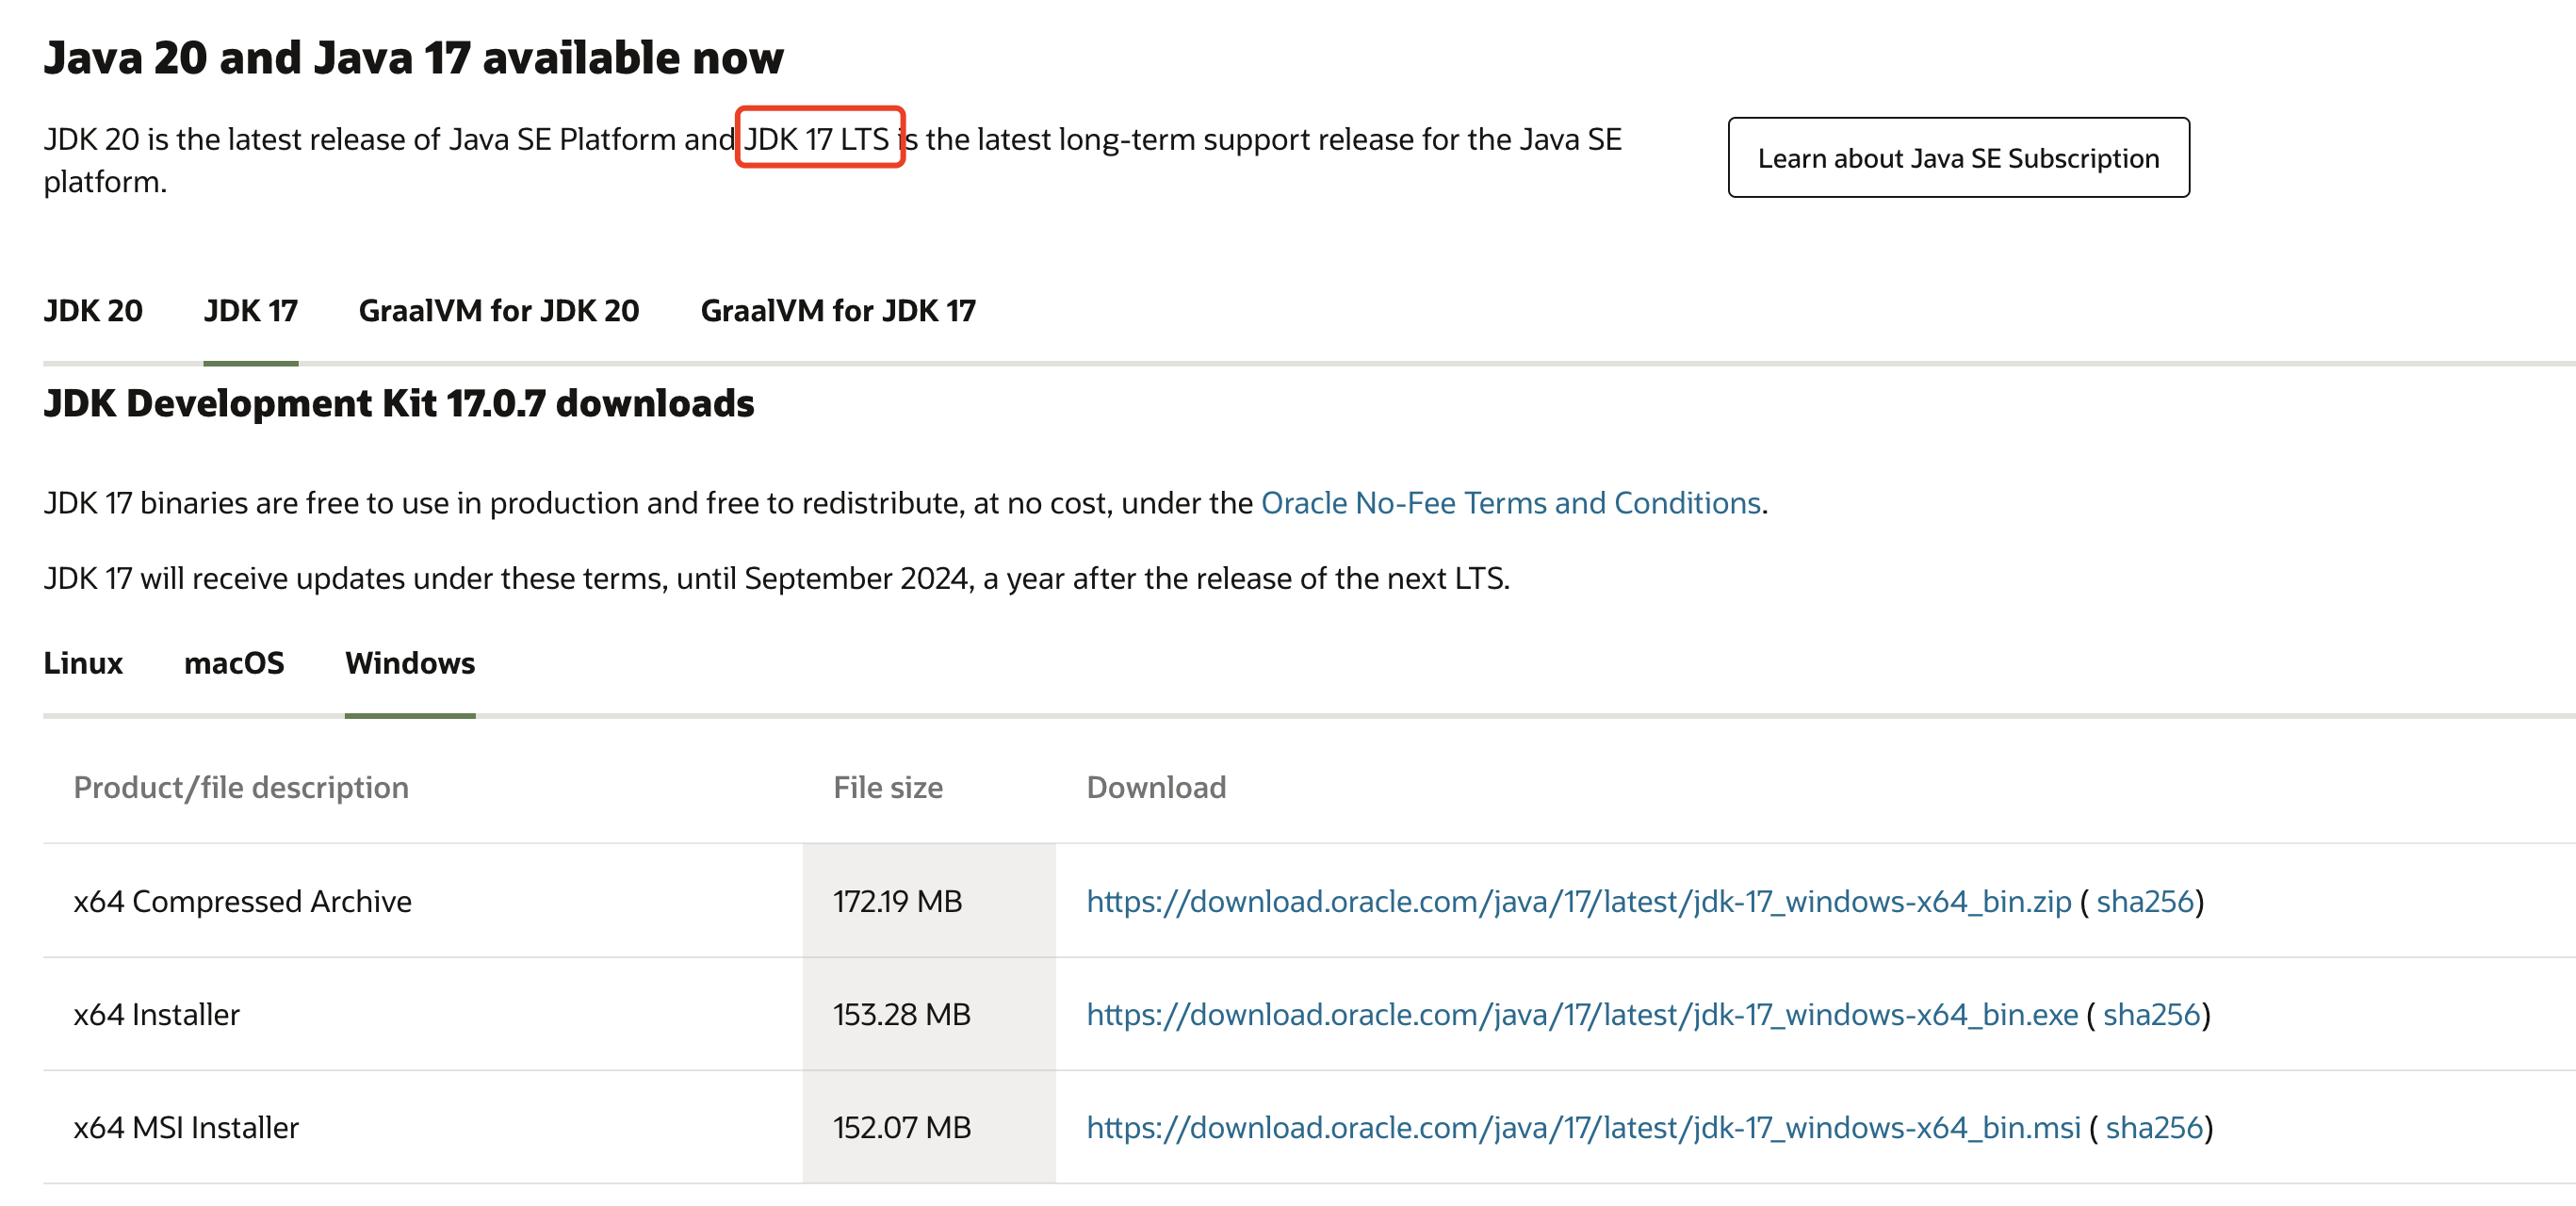 Java 20 and Java 17 available now
JDK 20 is the latest release of Java SE Platform and JDK 17 LTS is the latest long-term support release for the Java SE
platform.
Learn about Java SE Subscription
JDK 20 JDK 17 GraalVM for JDK 20 GraalVM for JDK 17
JDK Development Kit 17.0.7 downloads
JDK 17 binaries are free to use in production and free to redistribute, at no cost, under the Oracle No-Fee Terms and Conditions.
JDK 17 will receive updates under these terms, until September 2024, a year after the release of the next LTS.
Linux macOS Windows
Product/file description File size Download
x64 Compressed Archive 172.19 MB https://download.oracle.com/java/17/latest/jdk-17_windows-x64_bin.zip ( sha256)
x64 Installer 153.28 MB https://download.oracle.com/java/17/latest/jdk-17_windows-x64_bin.exe ( sha256)
x64 MSI Installer 152.07 MB https://download.oracle.com/java/17/latest/jdk-17_windows-x64_bin.msi ( sha256)